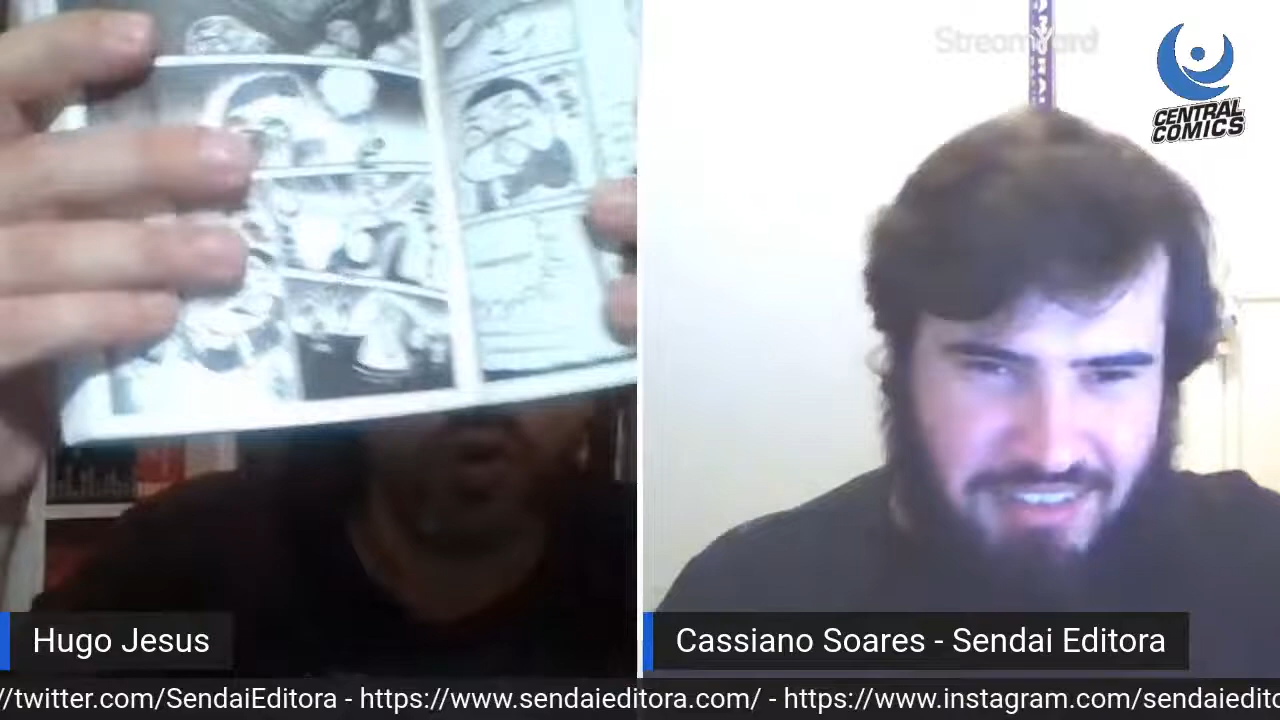 StreamYard
CENTRAL
COMICS
Hugo Jesus
Cassiano Soares - Sendai Editora
//twitter.com/SendaiEditora - https://www.sendaieditora.com/ - https://www.instagram.com/sendaiedito